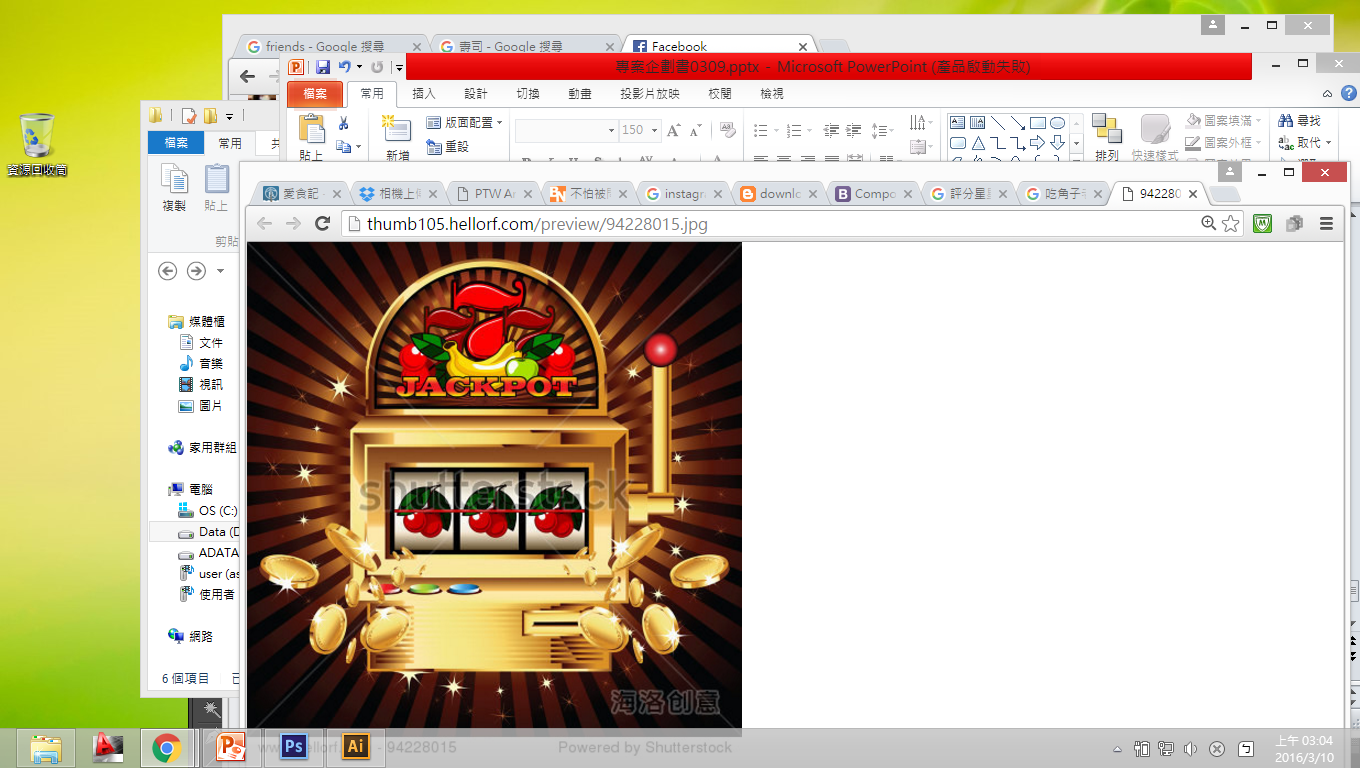 friends - Google 搜尋
壽司 - Google 搜尋
Facebook
專案企劃書0309.pptx - Microsoft PowerPoint (產品啟動失敗)
檔案
常用
插入
設計
切換
動畫
投影片放映
校閱
檢視
貼上
新增
版面配置
重設
150
排列
快速樣式
圖案填滿
圖案外框
尋找
取代
資源回收筒
檔案
常用
複製
貼上
剪貼
媒體櫃
文件
音樂
視訊
圖片
家用群組
電腦
OS (C:)
Data (D
ADATA
user (as
使用者
網路
6 個項目
愛食記
相機上
PTW Ar
不怕被
instagr
downlo
Compo
評分星
吃角子
942280
thumb105.hellorf.com/preview/94228015.jpg
777
JACKPOT
shutterstock
海洛创意
- 94228015
Powered by Shutterstock
Ps
Ai
上午 03:04
2016/3/10